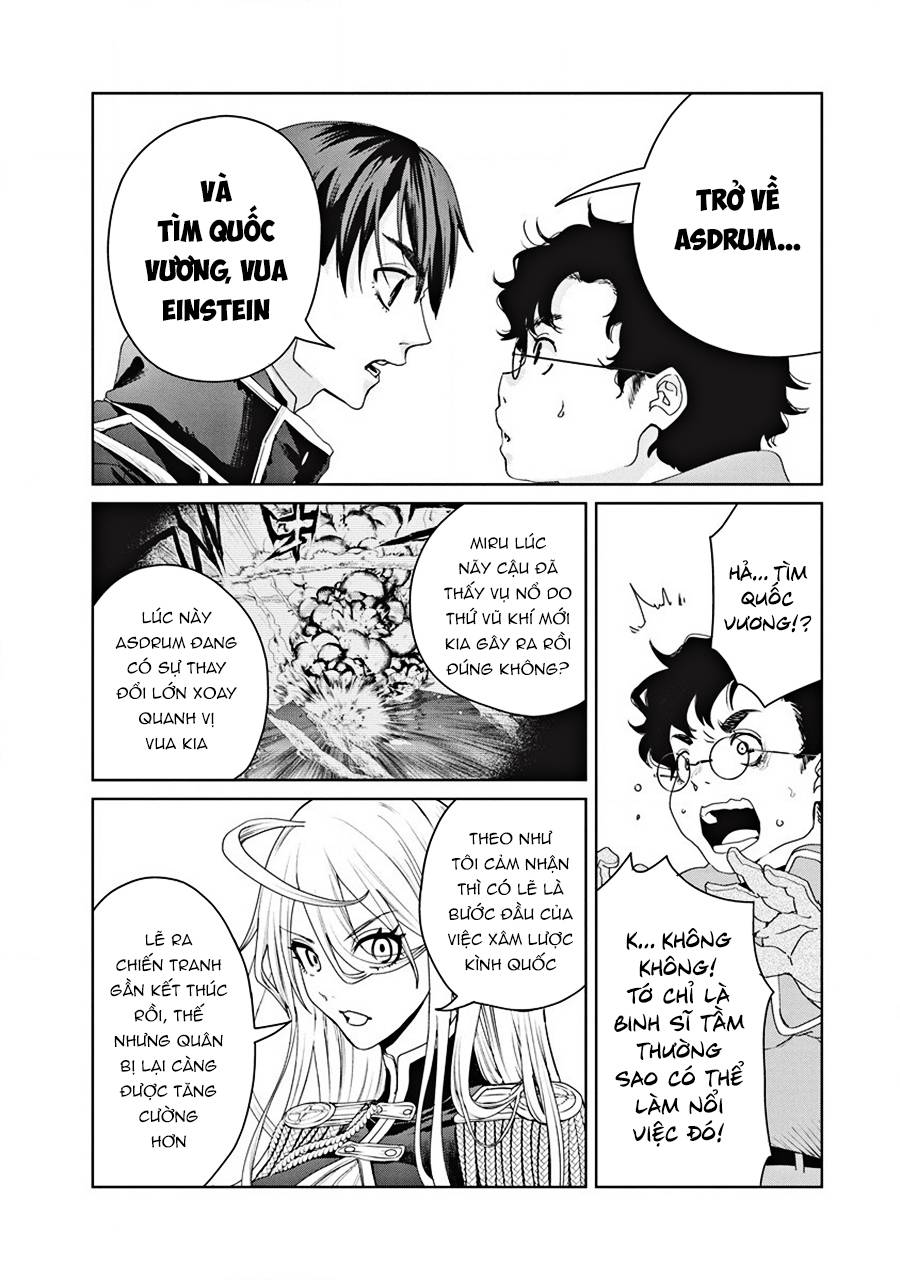 TRỞ VỀ
ASDRUM...
VÀ
TÌM QUỐC
VƯƠNG, VUA
EINSTEIN
HẢ... TÌM
QUỐC
VƯƠNG!?
K... KHÔNG
KHÔNG!
TỚ CHỈ LÀ
BINH SĨ TẦM
THƯỜNG
SAO CÓ THỂ
LÀM NỔI
VIỆC ĐÓ!
MIRU LÚC
NÃY CẬU ĐÃ
THẤY VỤ NỔ DO
THỨ VŨ KHÍ MỚI
KIA GÂY RA RỒI
ĐÚNG KHÔNG?
LÚC NÀY
ASDRUM ĐANG
CÓ SỰ THAY
ĐỔI LỚN XOAY
QUANH VỊ
VUA KIA
THEO NHƯ
TÔI CẢM NHẬN
THÌ CÓ LẼ LÀ
BƯỚC ĐẦU CỦA
VIỆC XÂM LƯỢC
KÌNH QUỐC
LẼ RA
CHIẾN TRANH
GẦN KẾT THÚC
RỒI, THẾ
NHƯNG QUÂN
BỊ LẠI CÀNG
ĐƯỢC TĂNG
CƯỜNG
HƠN